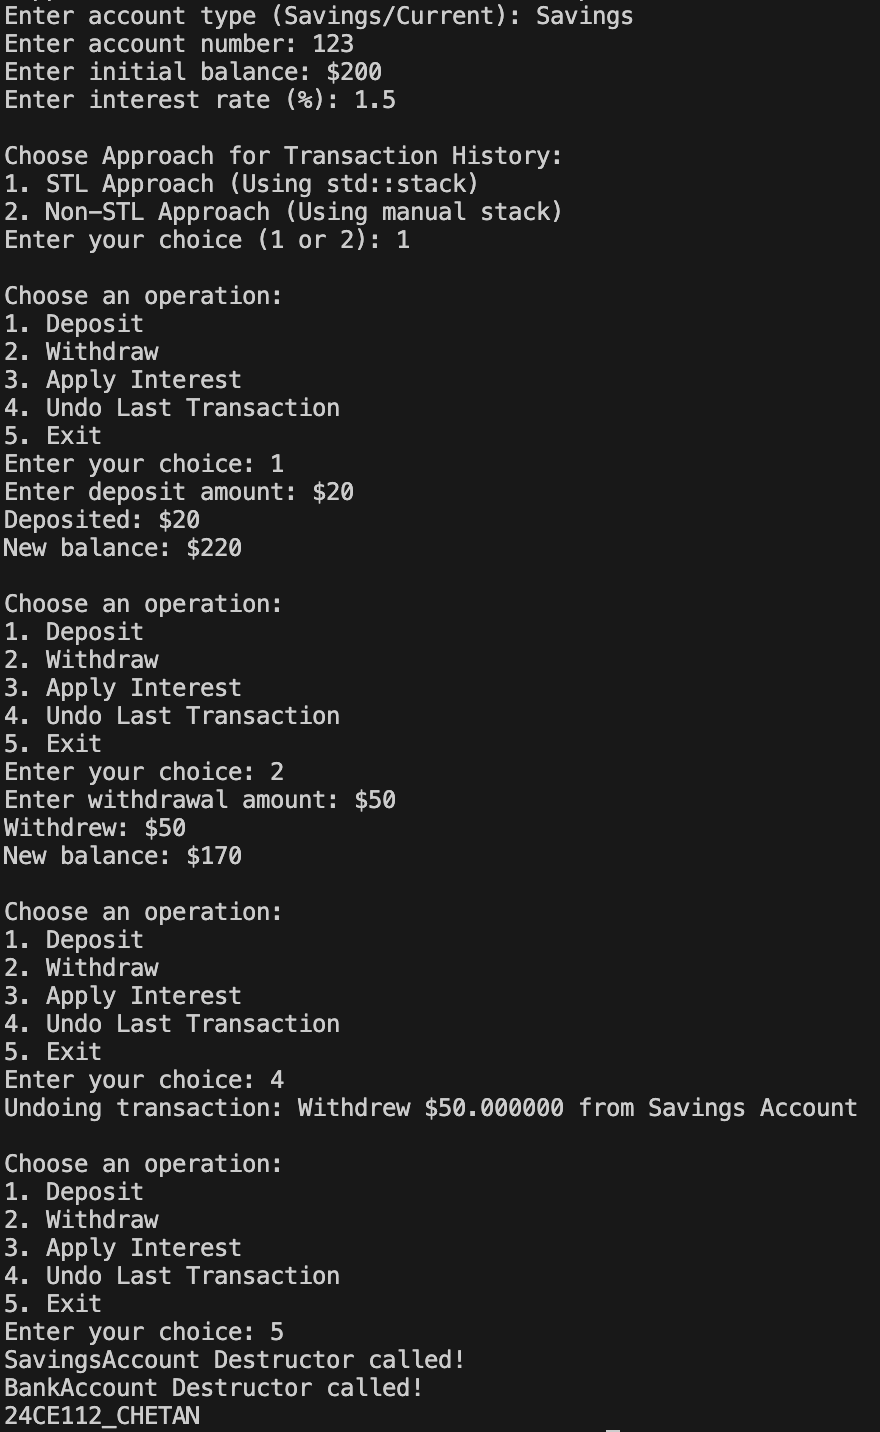 Enter account type (Savings/Current): Savings
Enter account number: 123
Enter initial balance: $200
Enter interest rate (%): 1.5
Choose Approach for Transaction History:
1. STL Approach (Using std::stack)
2. Non-STL Approach (Using manual stack)
Enter your choice (1 or 2): 1
Choose an operation:
1. Deposit
2. Withdraw
3. Apply Interest
4. Undo Last Transaction
5. Exit
Enter your choice: 1
Enter deposit amount: $20
Deposited: $20
New balance: $220
Choose an operation:
1. Deposit
2. Withdraw
3. Apply Interest
4. Undo Last Transaction
5. Exit
Enter your choice: 2
Enter withdrawal amount: $50
Withdrew: $50
New balance: $170
Choose an operation:
1. Deposit
2. Withdraw
3. Apply Interest
4. Undo Last Transaction
5. Exit
Enter your choice: 4
Undoing transaction: Withdrew $50.000000 from Savings Account
Choose an operation:
1. Deposit
2. Withdraw
3. Apply Interest
4. Undo Last Transaction
5. Exit
Enter your choice: 5
SavingsAccount Destructor called!
BankAccount Destructor called!
24CE112_CHETAN